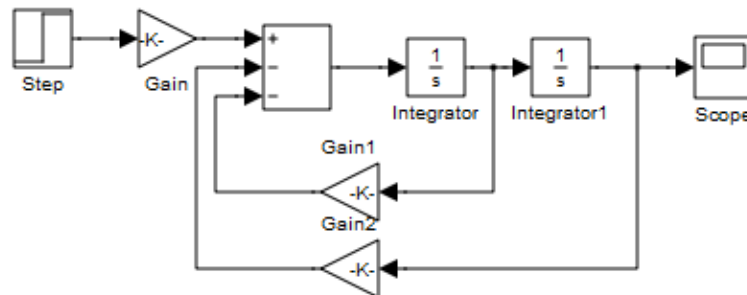 -K-
+
−
−
1
s
1
s
Step
Gain
Integrator
Integrator1
Scope
Gain1
-K-
Gain2
-K-